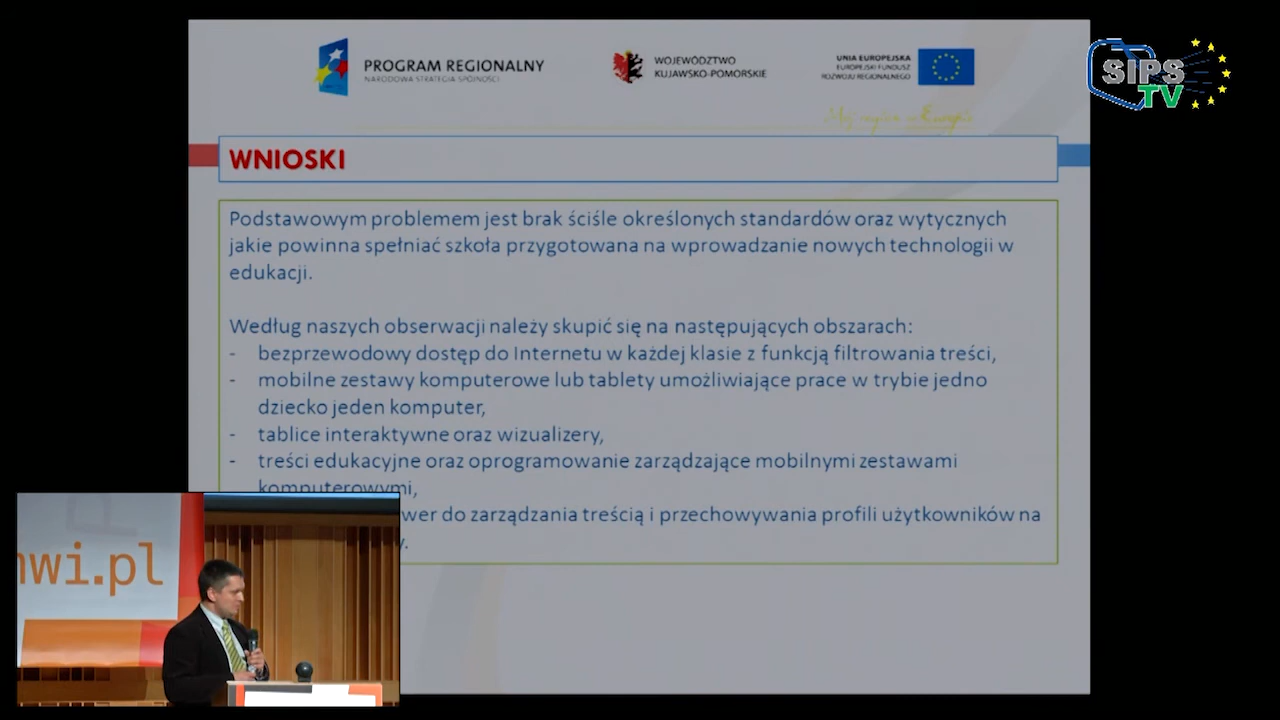 PROGRAM REGIONALNY
NARODOWA STRATEGIA SPÓJNOŚCI
WOJEWÓDZTWO
KUJAWSKO-POMORSKIE
UNIA EUROPEJSKA
EUROPEJSKI FUNDUSZ
ROZWOJU REGIONALNEGO
SIPS
TV
WNIOSKI
Podstawowym problemem jest brak ściśle określonych standardów oraz wytycznych
jakie powinna spełniać szkoła przygotowana na wprowadzanie nowych technologii w
edukacji.
Według naszych obserwacji należy skupić się na następujących obszarach:
- bezprzewodowy dostęp do Internetu w każdej klasie z funkcją filtrowania treści,
- mobilne zestawy komputerowe lub tablety umożliwiające prace w trybie jedno
dziecko jeden komputer,
- tablice interaktywne oraz wizualizery,
- treści edukacyjne oraz oprogramowanie zarządzające mobilnymi zestawami
komputerowymi,
wer do zarządzania treścią i przechowywania profili użytkowników na
wi.pl